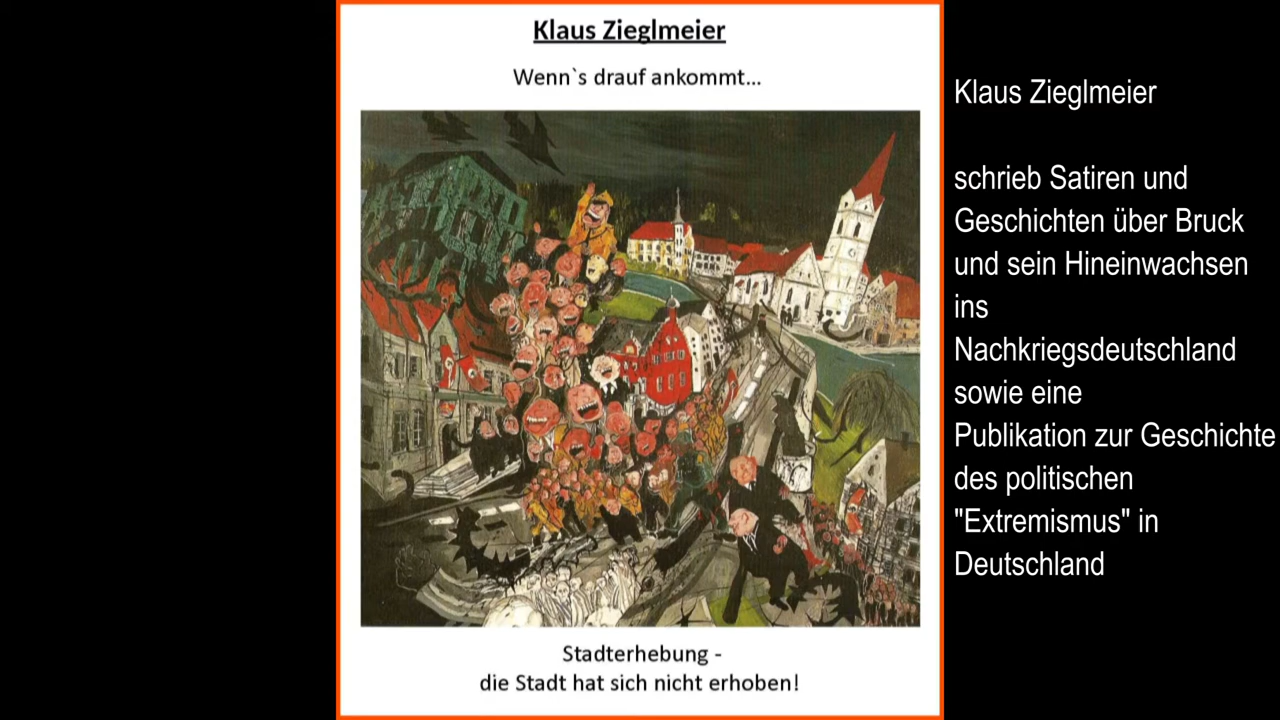 Klaus Zieglmeier
Wenn`s drauf ankommt...
Stadterhebung -
die Stadt hat sich nicht erhoben!
Klaus Zieglmeier
schrieb Satiren und
Geschichten über Bruck
und sein Hineinwachsen
ins
Nachkriegsdeutschland
sowie eine
Publikation zur Geschichte
des politischen
"Extremismus" in
Deutschland